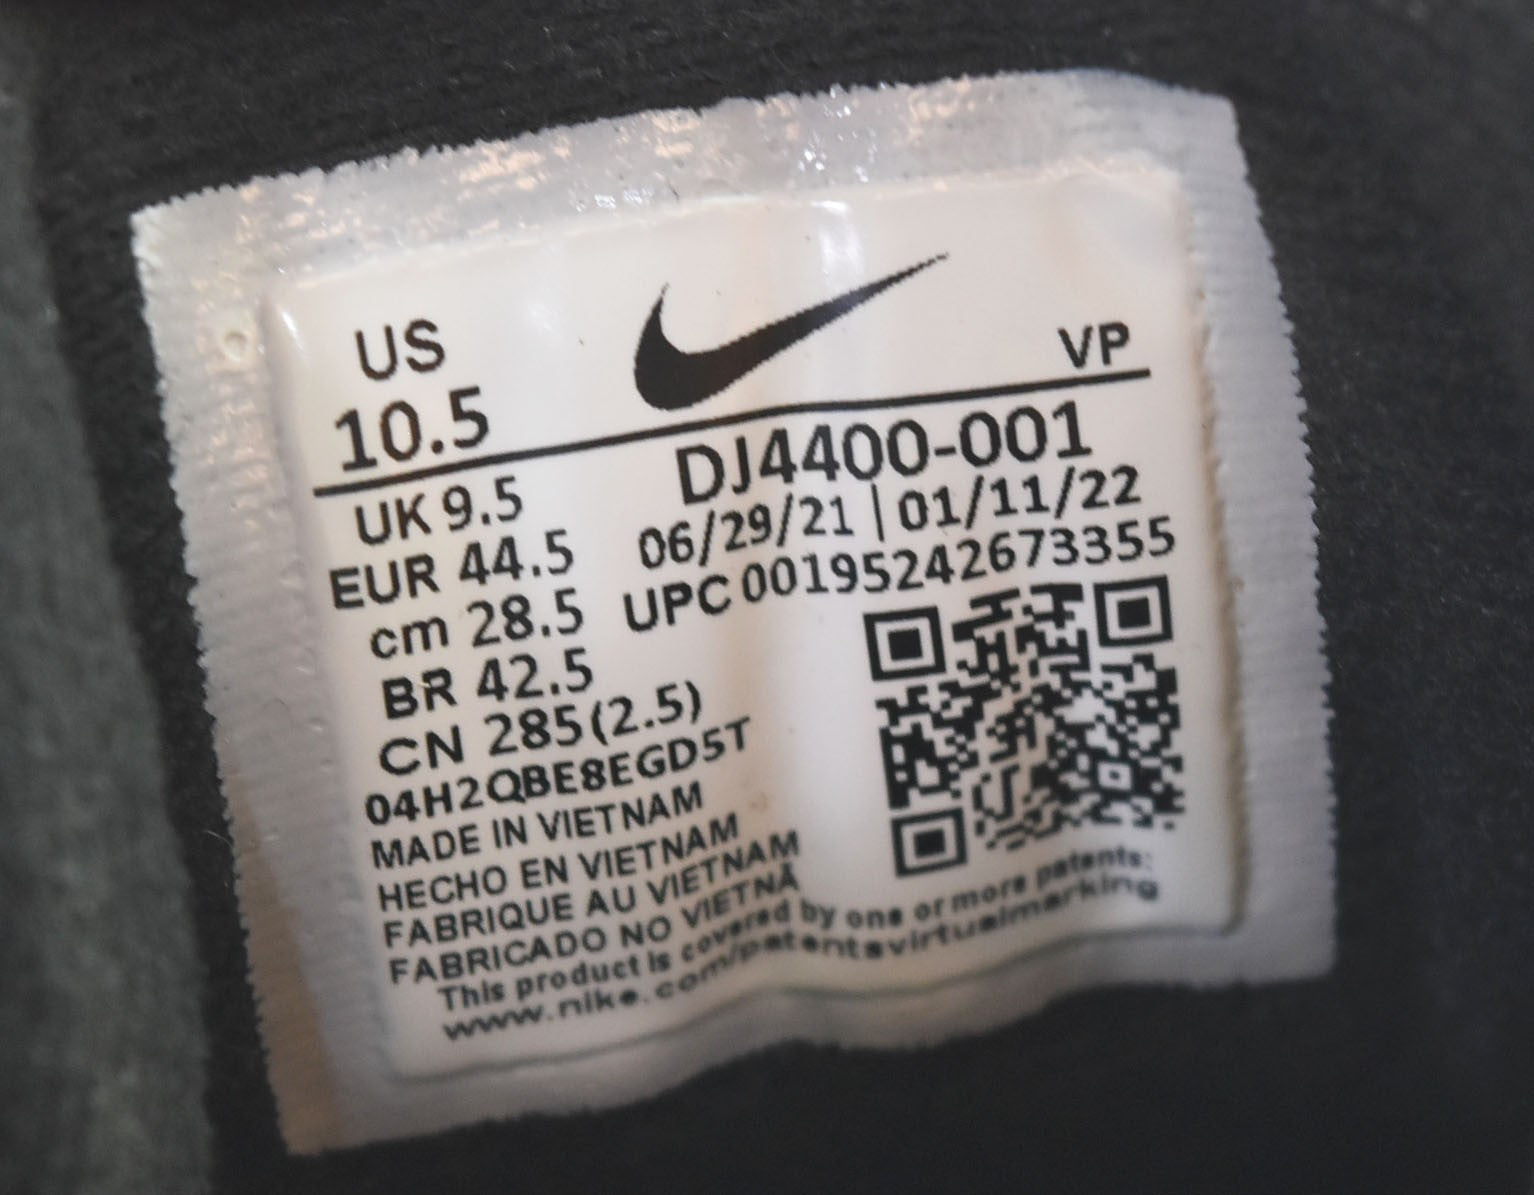 US
10.5
VP
UK 9.5
EUR 44.5
cm 28.5
BR 42.5
CN 285(2.5)
DJ4400-001
06/29/21 | 01/11/22
UPC 00195242673355
04H2QBE8EGD5T
MADE IN VIETNAM
HECHO EN VIETNAM
FABRIQUE AU VIETNAM
FABRICADO NO VIETNÃ
This product is covered by one or more patents:
www.nike.com/patentsvirtualmarking